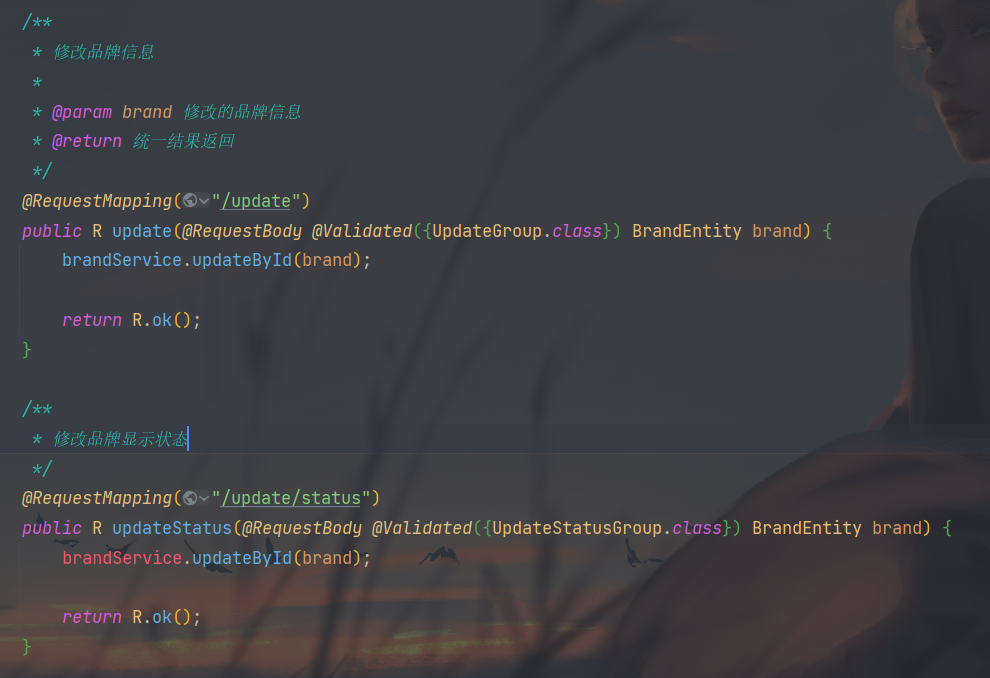 /**
 * 修改品牌信息
 *
 * @param brand 修改的品牌信息
 * @return 统一结果返回
 */
@RequestMapping("/update")
public R update(@RequestBody @Validated({UpdateGroup.class}) BrandEntity brand) {
    brandService.updateById(brand);
    return R.ok();
}
/**
 * 修改品牌显示状态
 */
@RequestMapping("/update/status")
public R updateStatus(@RequestBody @Validated({UpdateStatusGroup.class}) BrandEntity brand) {
    brandService.updateById(brand);
    return R.ok();
}